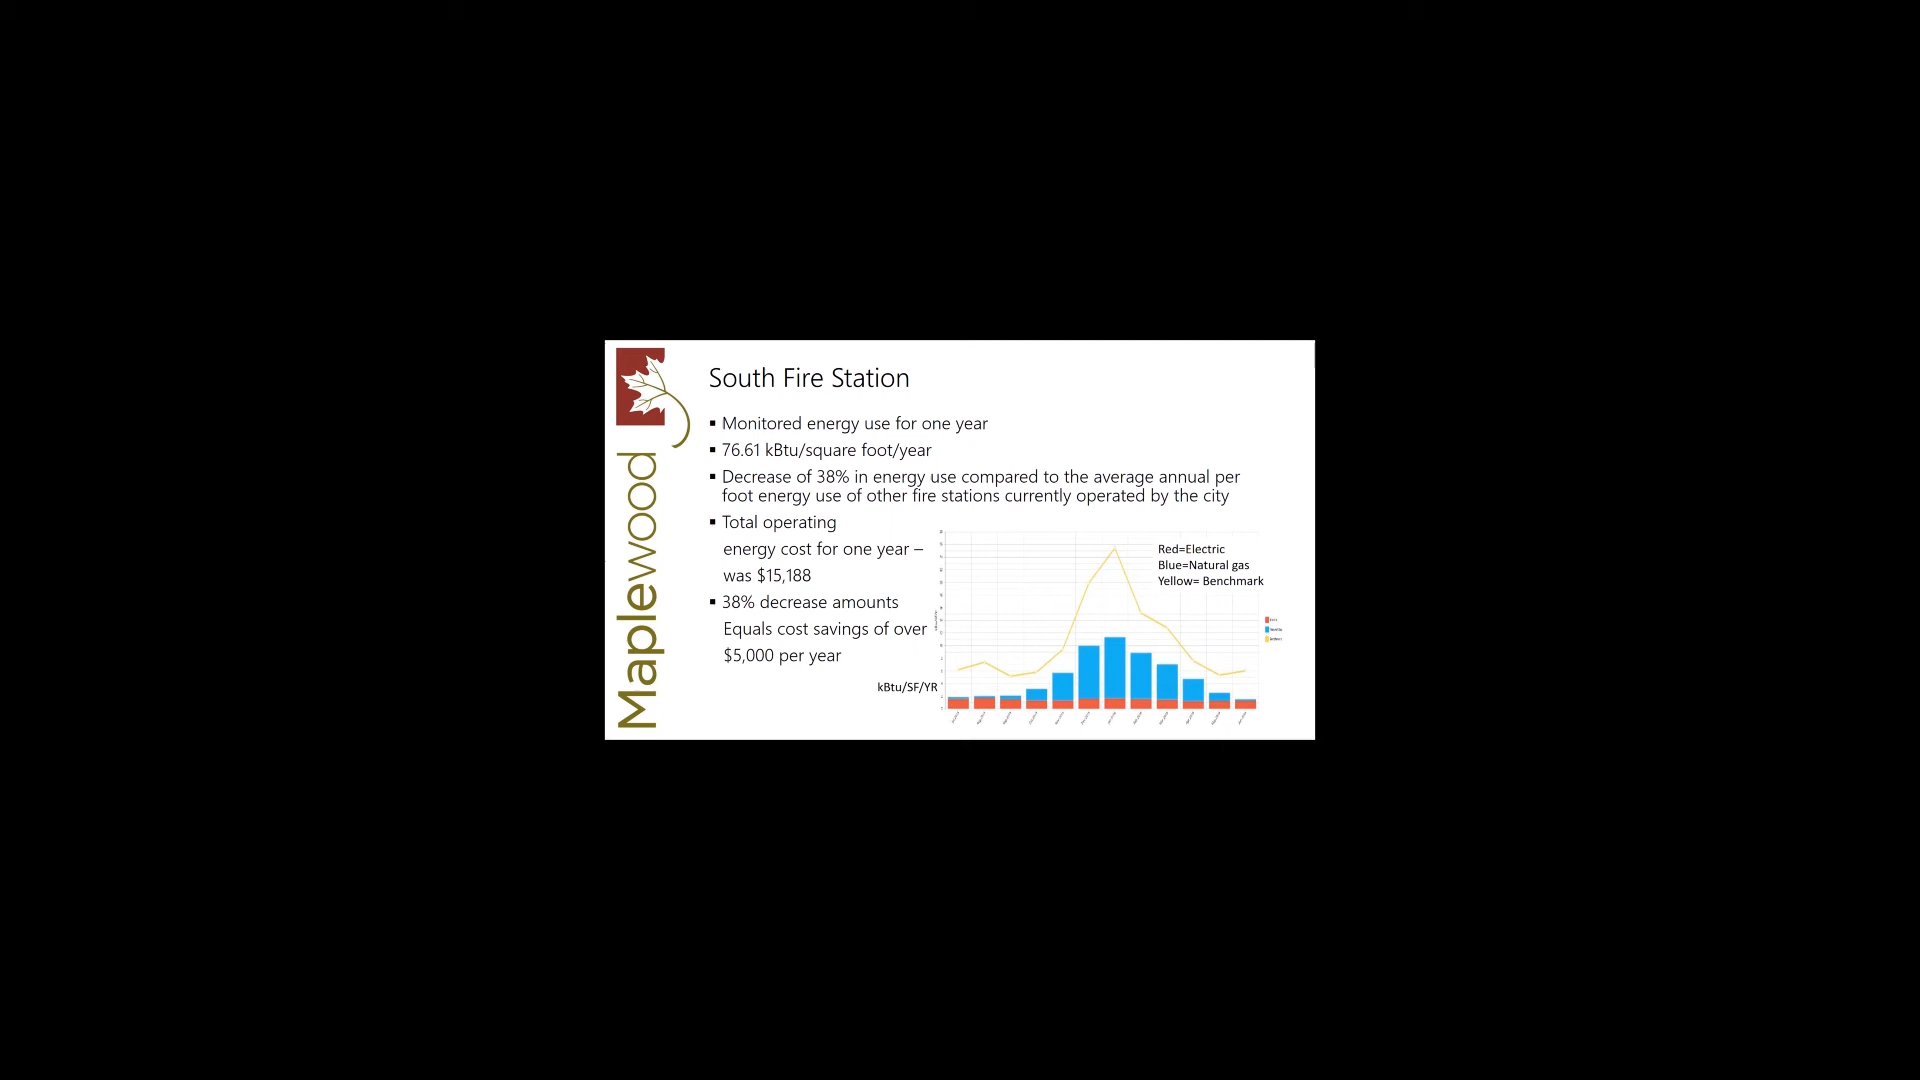 Maplewood
South Fire Station
▪ Monitored energy use for one year
▪ 76.61 kBtu/square foot/year
▪ Decrease of 38% in energy use compared to the average annual per
foot energy use of other fire stations currently operated by the city
▪ Total operating
energy cost for one year –
was $15,188
▪ 38% decrease amounts
Equals cost savings of over
$5,000 per year
Red=Electric
Blue=Natural gas
Yellow= Benchmark
kBtu/SF/YR